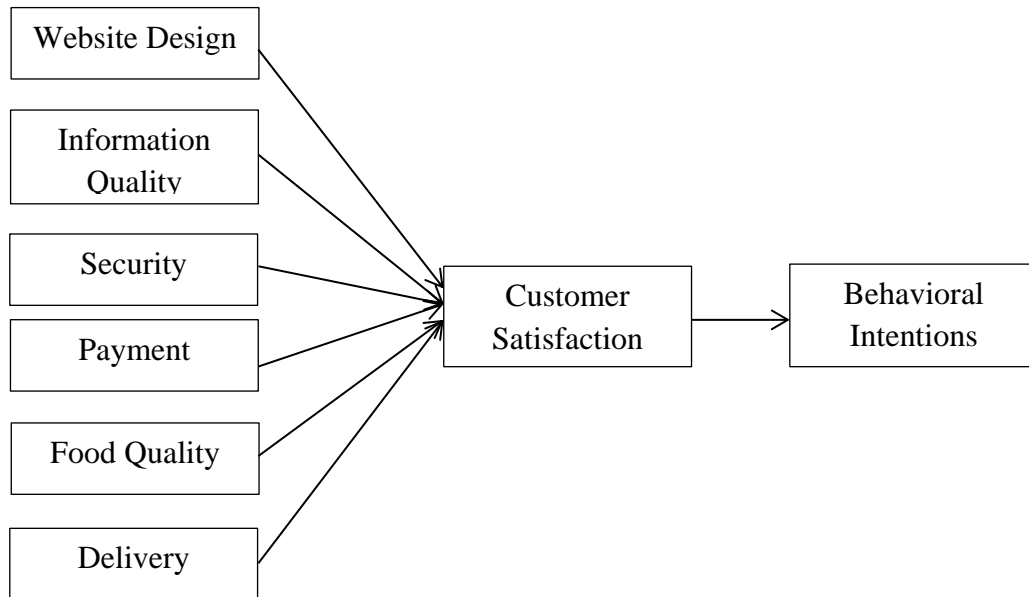 Website Design
Information
Quality
Security
Payment
Food Quality
Delivery
Customer
Satisfaction
Behavioral
Intentions